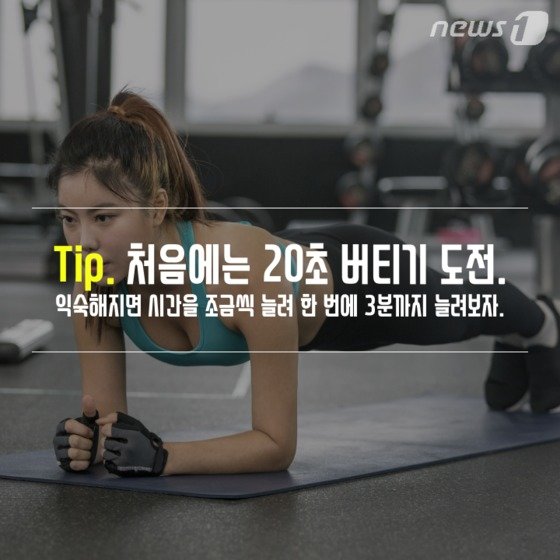 news1
Tip. 처음에는 20초 버티기 도전.
익숙해지면 시간을 조금씩 늘려 한 번에 3분까지 늘려보자.